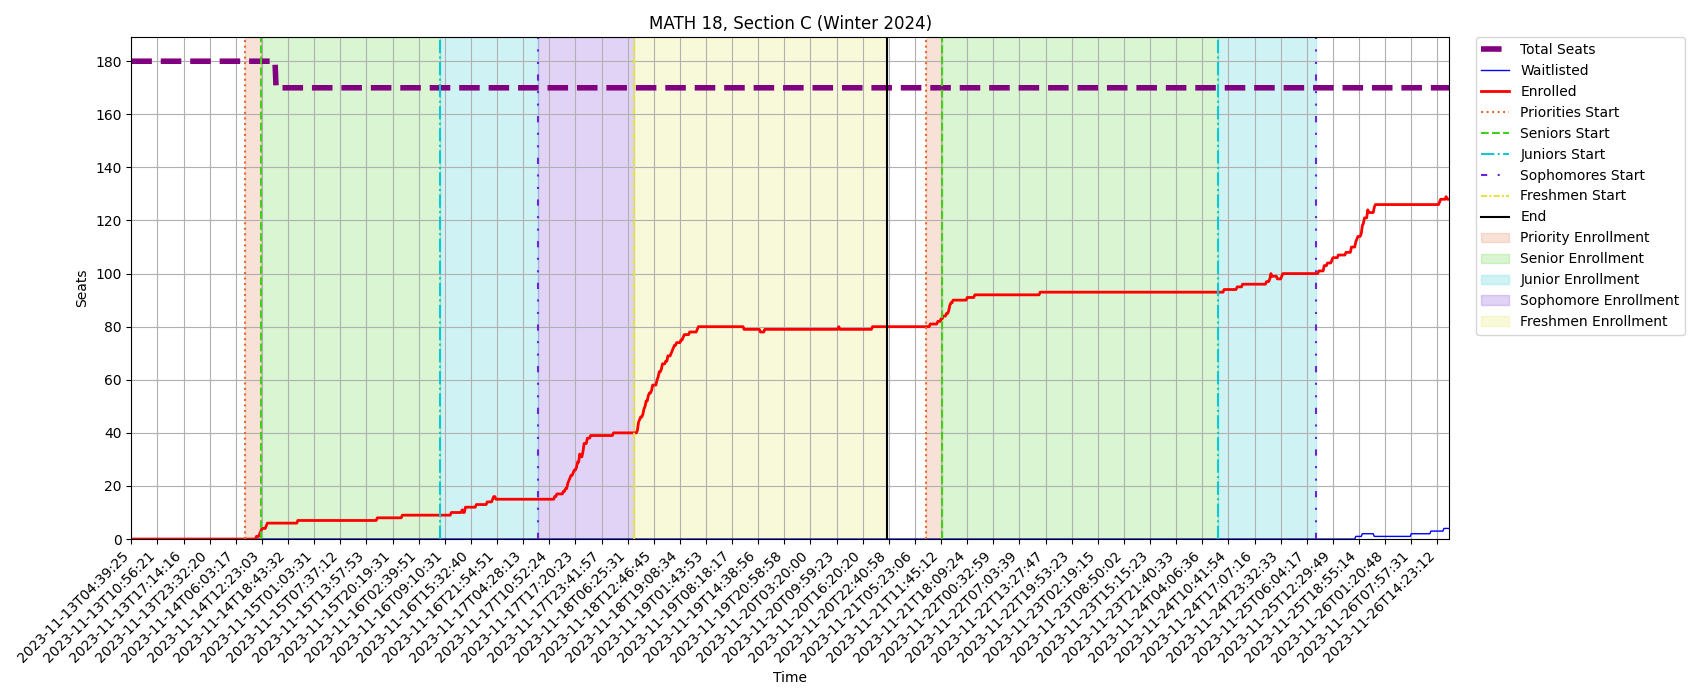 MATH 18, Section C (Winter 2024)
Seats
180
160
140
120
100
80
60
40
20
0
2023-11-13T04:39:25
2023-11-13T10:56:21
2023-11-13T17:14:16
2023-11-13T23:32:20
2023-11-14T06:03:17
2023-11-14T12:23:03
2023-11-14T18:43:32
2023-11-15T01:03:31
2023-11-15T07:37:12
2023-11-15T13:57:53
2023-11-15T20:19:31
2023-11-16T02:39:51
2023-11-16T09:10:31
2023-11-16T15:32:40
2023-11-16T21:54:51
2023-11-17T04:28:13
2023-11-17T10:52:24
2023-11-17T17:20:23
2023-11-17T23:41:57
2023-11-18T06:25:31
2023-11-18T12:46:45
2023-11-18T19:08:34
2023-11-19T01:43:53
2023-11-19T08:18:17
2023-11-19T14:38:56
2023-11-19T20:58:58
2023-11-20T03:20:00
2023-11-20T09:59:23
2023-11-20T16:20:20
2023-11-20T22:40:58
2023-11-21T05:23:06
2023-11-21T11:45:12
2023-11-21T18:09:24
2023-11-22T00:32:59
2023-11-22T07:03:39
2023-11-22T13:27:47
2023-11-22T19:53:23
2023-11-23T02:19:15
2023-11-23T08:50:02
2023-11-23T15:15:23
2023-11-23T21:40:33
2023-11-24T04:06:36
2023-11-24T10:41:54
2023-11-24T17:07:16
2023-11-24T23:32:33
2023-11-25T06:04:17
2023-11-25T12:29:49
2023-11-25T18:55:14
2023-11-26T01:20:48
2023-11-26T07:57:31
2023-11-26T14:23:12
Time
Total Seats
Waitlisted
Enrolled
Priorities Start
Seniors Start
Juniors Start
Sophomores Start
Freshmen Start
End
Priority Enrollment
Senior Enrollment
Junior Enrollment
Sophomore Enrollment
Freshmen Enrollment